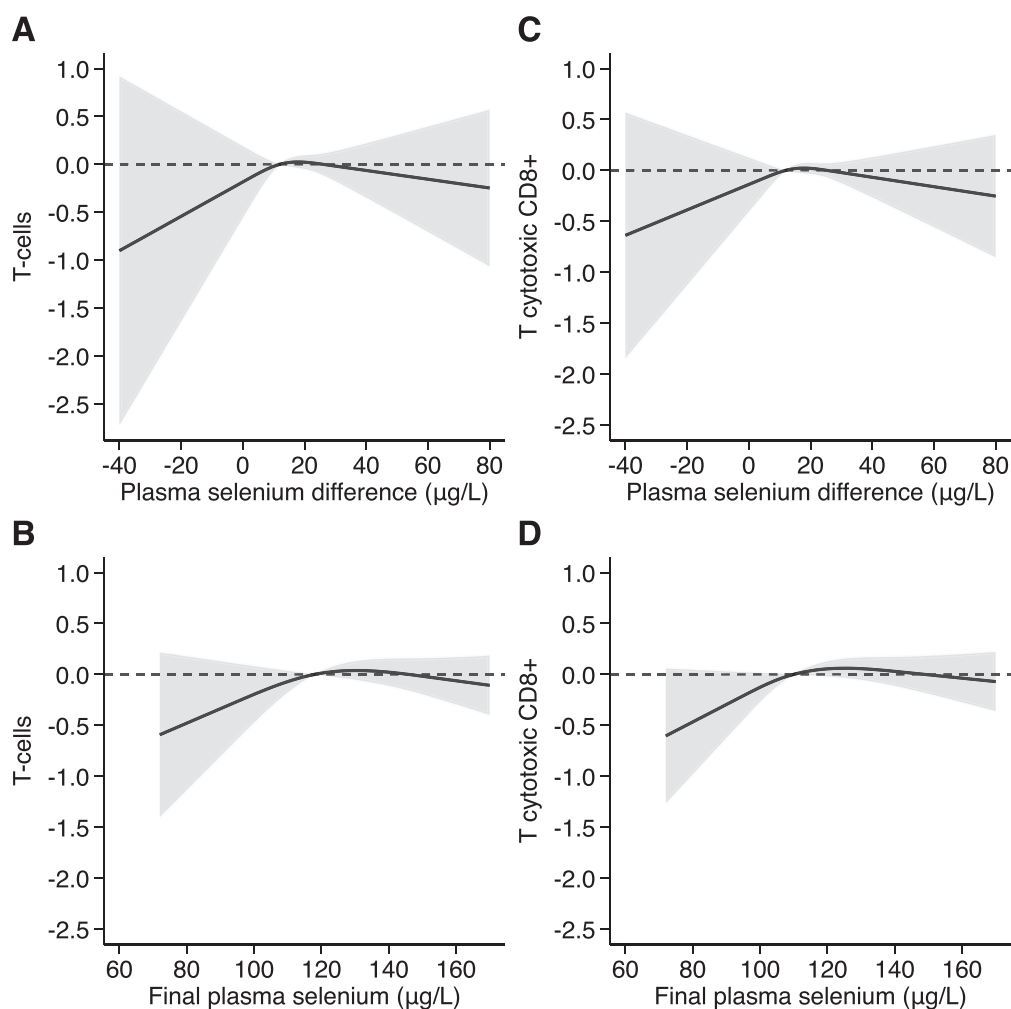 A
T-cells
1.0
0.5
0.0
-0.5
-1.0
-1.5
-2.0
-2.5
-40 -20 0 20 40 60 80
Plasma selenium difference (µg/L)
C
T cytotoxic CD8+
1.0
0.5
0.0
-0.5
-1.0
-1.5
-2.0
-2.5
-40 -20 0 20 40 60 80
Plasma selenium difference (µg/L)
B
T-cells
1.0
0.5
0.0
-0.5
-1.0
-1.5
-2.0
-2.5
60 80 100 120 140 160
Final plasma selenium (µg/L)
D
T cytotoxic CD8+
1.0
0.5
0.0
-0.5
-1.0
-1.5
-2.0
-2.5
60 80 100 120 140 160
Final plasma selenium (µg/L)